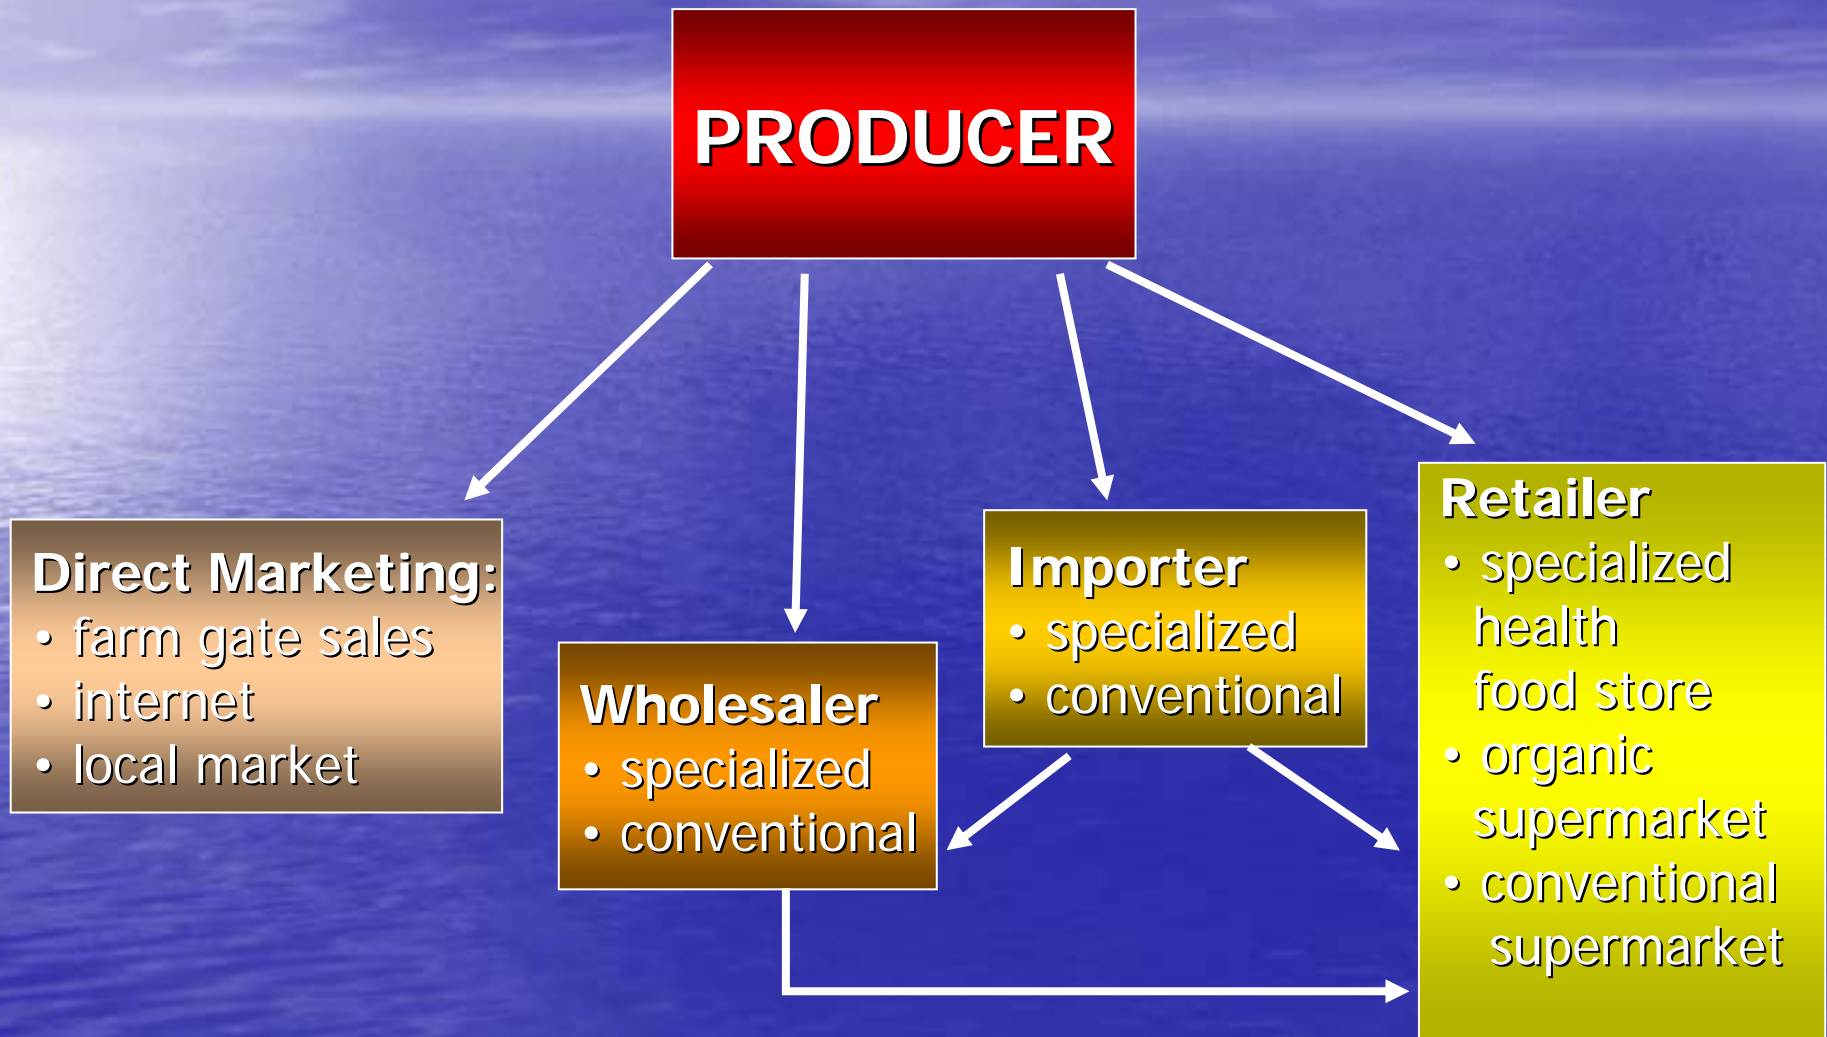 PRODUCER
Direct Marketing:
• farm gate sales
• internet
• local market
Wholesaler
• specialized
• conventional
Importer
• specialized
• conventional
Retailer
• specialized
health
food store
• organic
supermarket
• conventional
supermarket